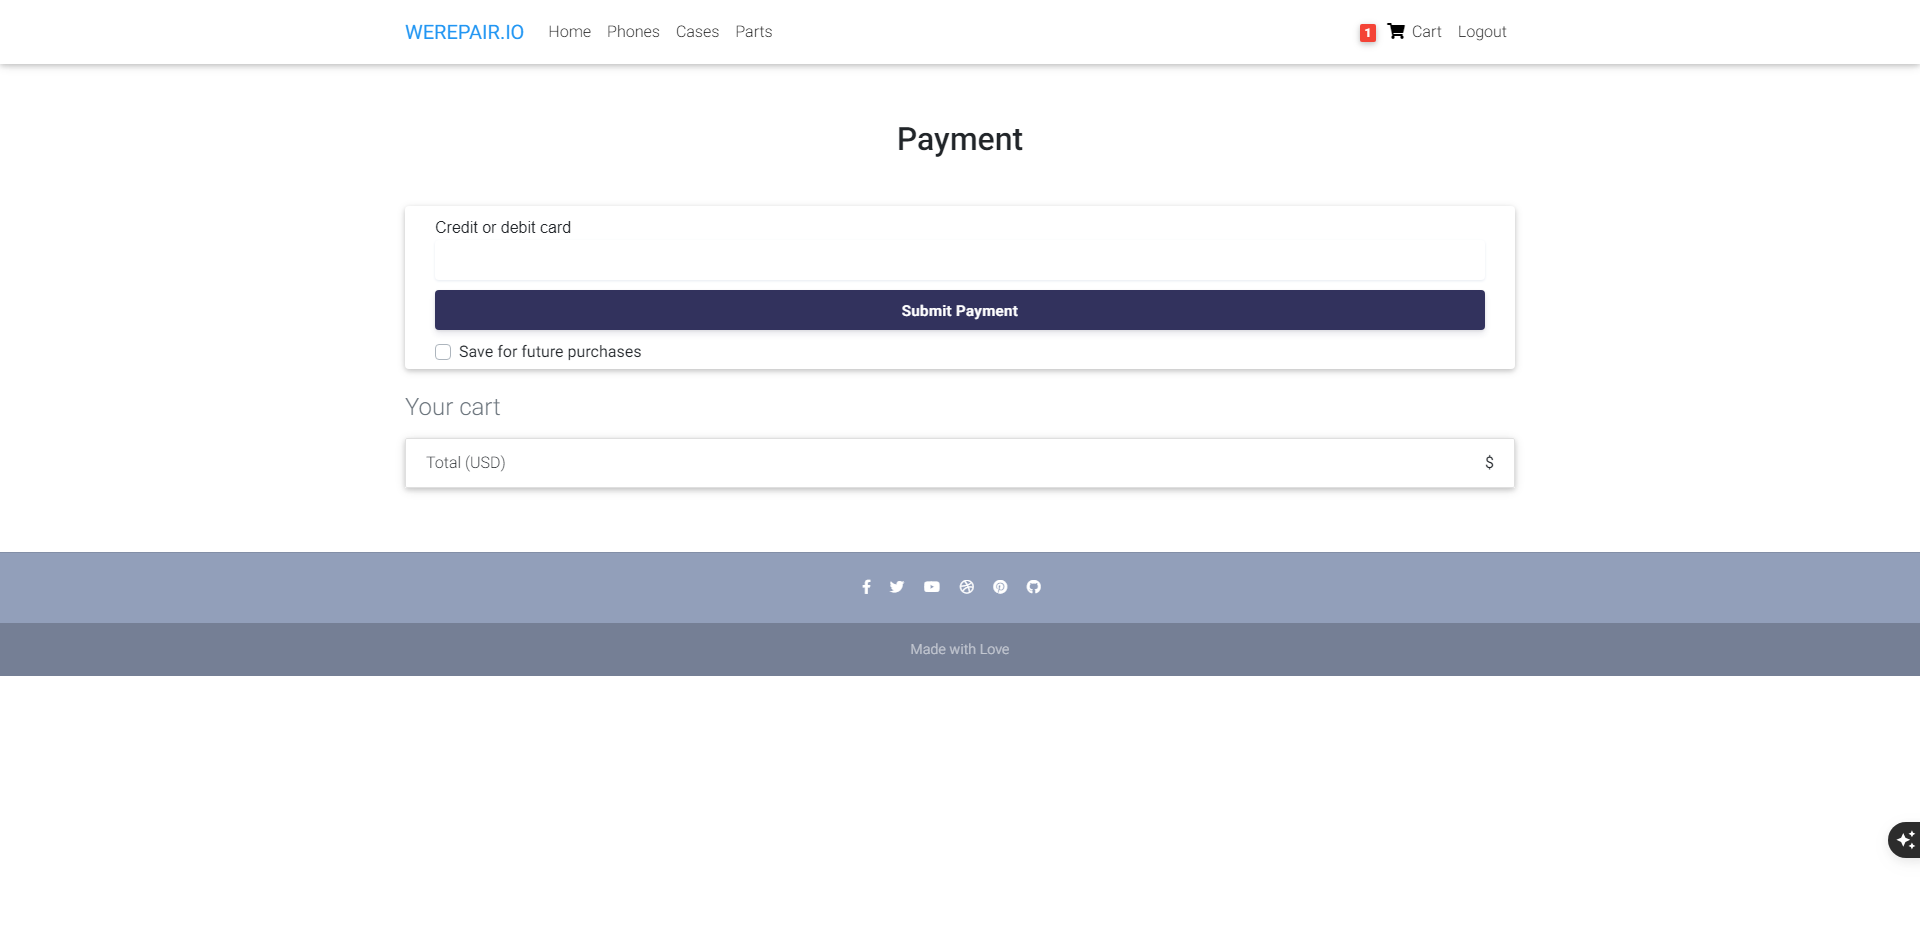 WEREPAIR.IO Home Phones Cases Parts 1 Cart Logout
Payment
Credit or debit card
Submit Payment
Save for future purchases
Your cart
Total (USD) $
Made with Love